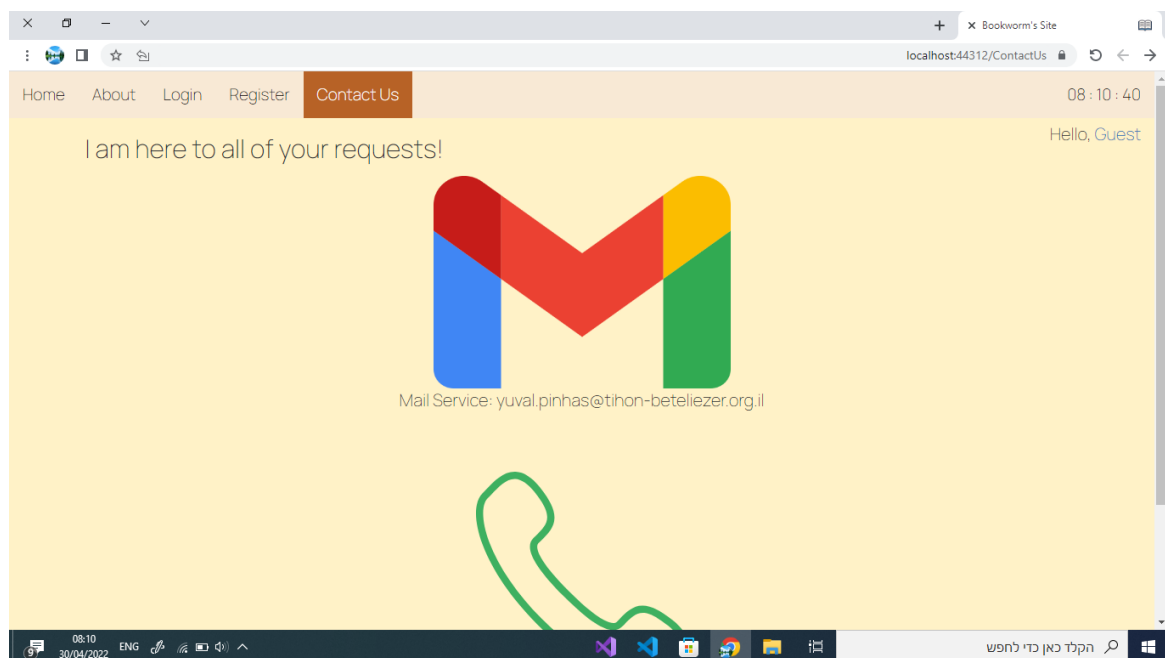 Bookworm's Site
localhost:44312/ContactUs
Home About Login Register Contact Us 08 : 10 : 40
Hello, Guest
I am here to all of your requests!
Mail Service: yuval.pinhas@tihon-beteliezer.org.il
08:10
30/04/2022
ENG
הקלד כאן כדי לחפש
9